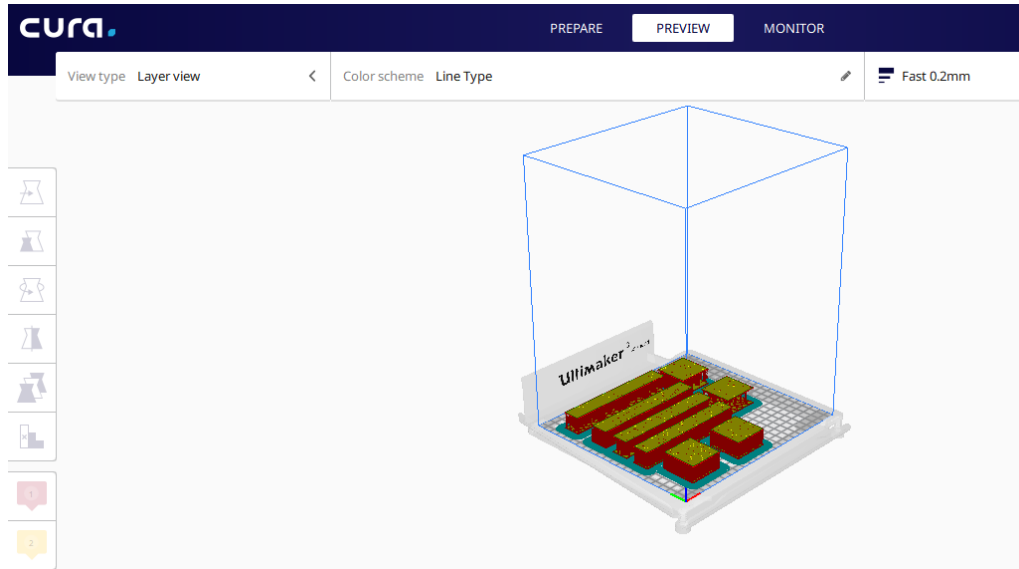 cura.
PREPARE PREVIEW MONITOR
View type Layer view
Color scheme Line Type
Fast 0.2mm
Ultimaker
1
2